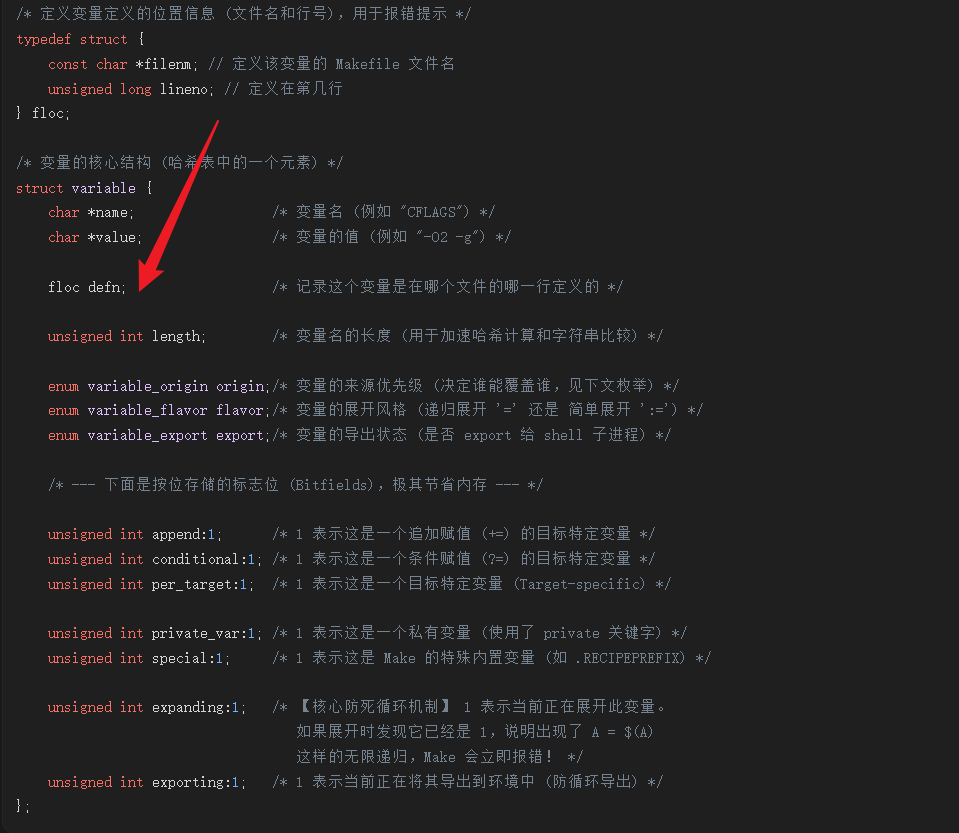 /* 定义变量定义的位置信息 (文件名和行号), 用于报错提示 */
typedef struct {
    const char *filenm; // 定义该变量的 Makefile 文件名
    unsigned long lineno; // 定义在第几行
} floc;
/* 变量的核心结构 (哈希表中的一个元素) */
struct variable {
    char *name;                 /* 变量名 (例如 "CFLAGS") */
    char *value;                /* 变量的值 (例如 "-O2 -g") */
    floc defn;                  /* 记录这个变量是在哪个文件的哪一行定义的 */
    unsigned int length;        /* 变量名的长度 (用于加速哈希计算和字符串比较) */
    enum variable_origin origin;/* 变量的来源优先级 (决定谁能覆盖谁, 见下文枚举) */
    enum variable_flavor flavor;/* 变量的展开风格 (递归展开 '=' 还是 简单展开 ':=') */
    enum variable_export export;/* 变量的导出状态 (是否 export 给 shell 子进程) */
    /* --- 下面是按位存储的标志位 (Bitfields), 极其节省内存 --- */
    unsigned int append:1;      /* 1 表示这是一个追加赋值 (+=) 的目标特定变量 */
    unsigned int conditional:1; /* 1 表示这是一个条件赋值 (?=) 的目标特定变量 */
    unsigned int per_target:1;  /* 1 表示这是一个目标特定变量 (Target-specific) */
    unsigned int private_var:1; /* 1 表示这是一个私有变量 (使用了 private 关键字) */
    unsigned int special:1;     /* 1 表示这是 Make 的特殊内置变量 (如 .RECIPEPREFIX) */
    unsigned int expanding:1;   /* 【核心防死循环机制】 1 表示当前正在展开此变量。
                                   如果展开时发现它已经是 1, 说明出现了 A = $(A)
                                   这样的无限递归, Make 会立即报错! */
    unsigned int exporting:1;   /* 1 表示当前正在将其导出到环境中 (防循环导出) */
};